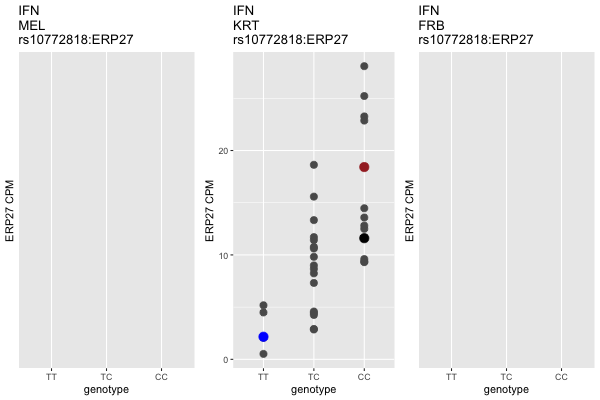 IFN
MEL
rs10772818:ERP27
ERP27 CPM
TT
TC
CC
genotype
IFN
KRT
rs10772818:ERP27
ERP27 CPM
20
10
0
TT
TC
CC
genotype
IFN
FRB
rs10772818:ERP27
ERP27 CPM
TT
TC
CC
genotype